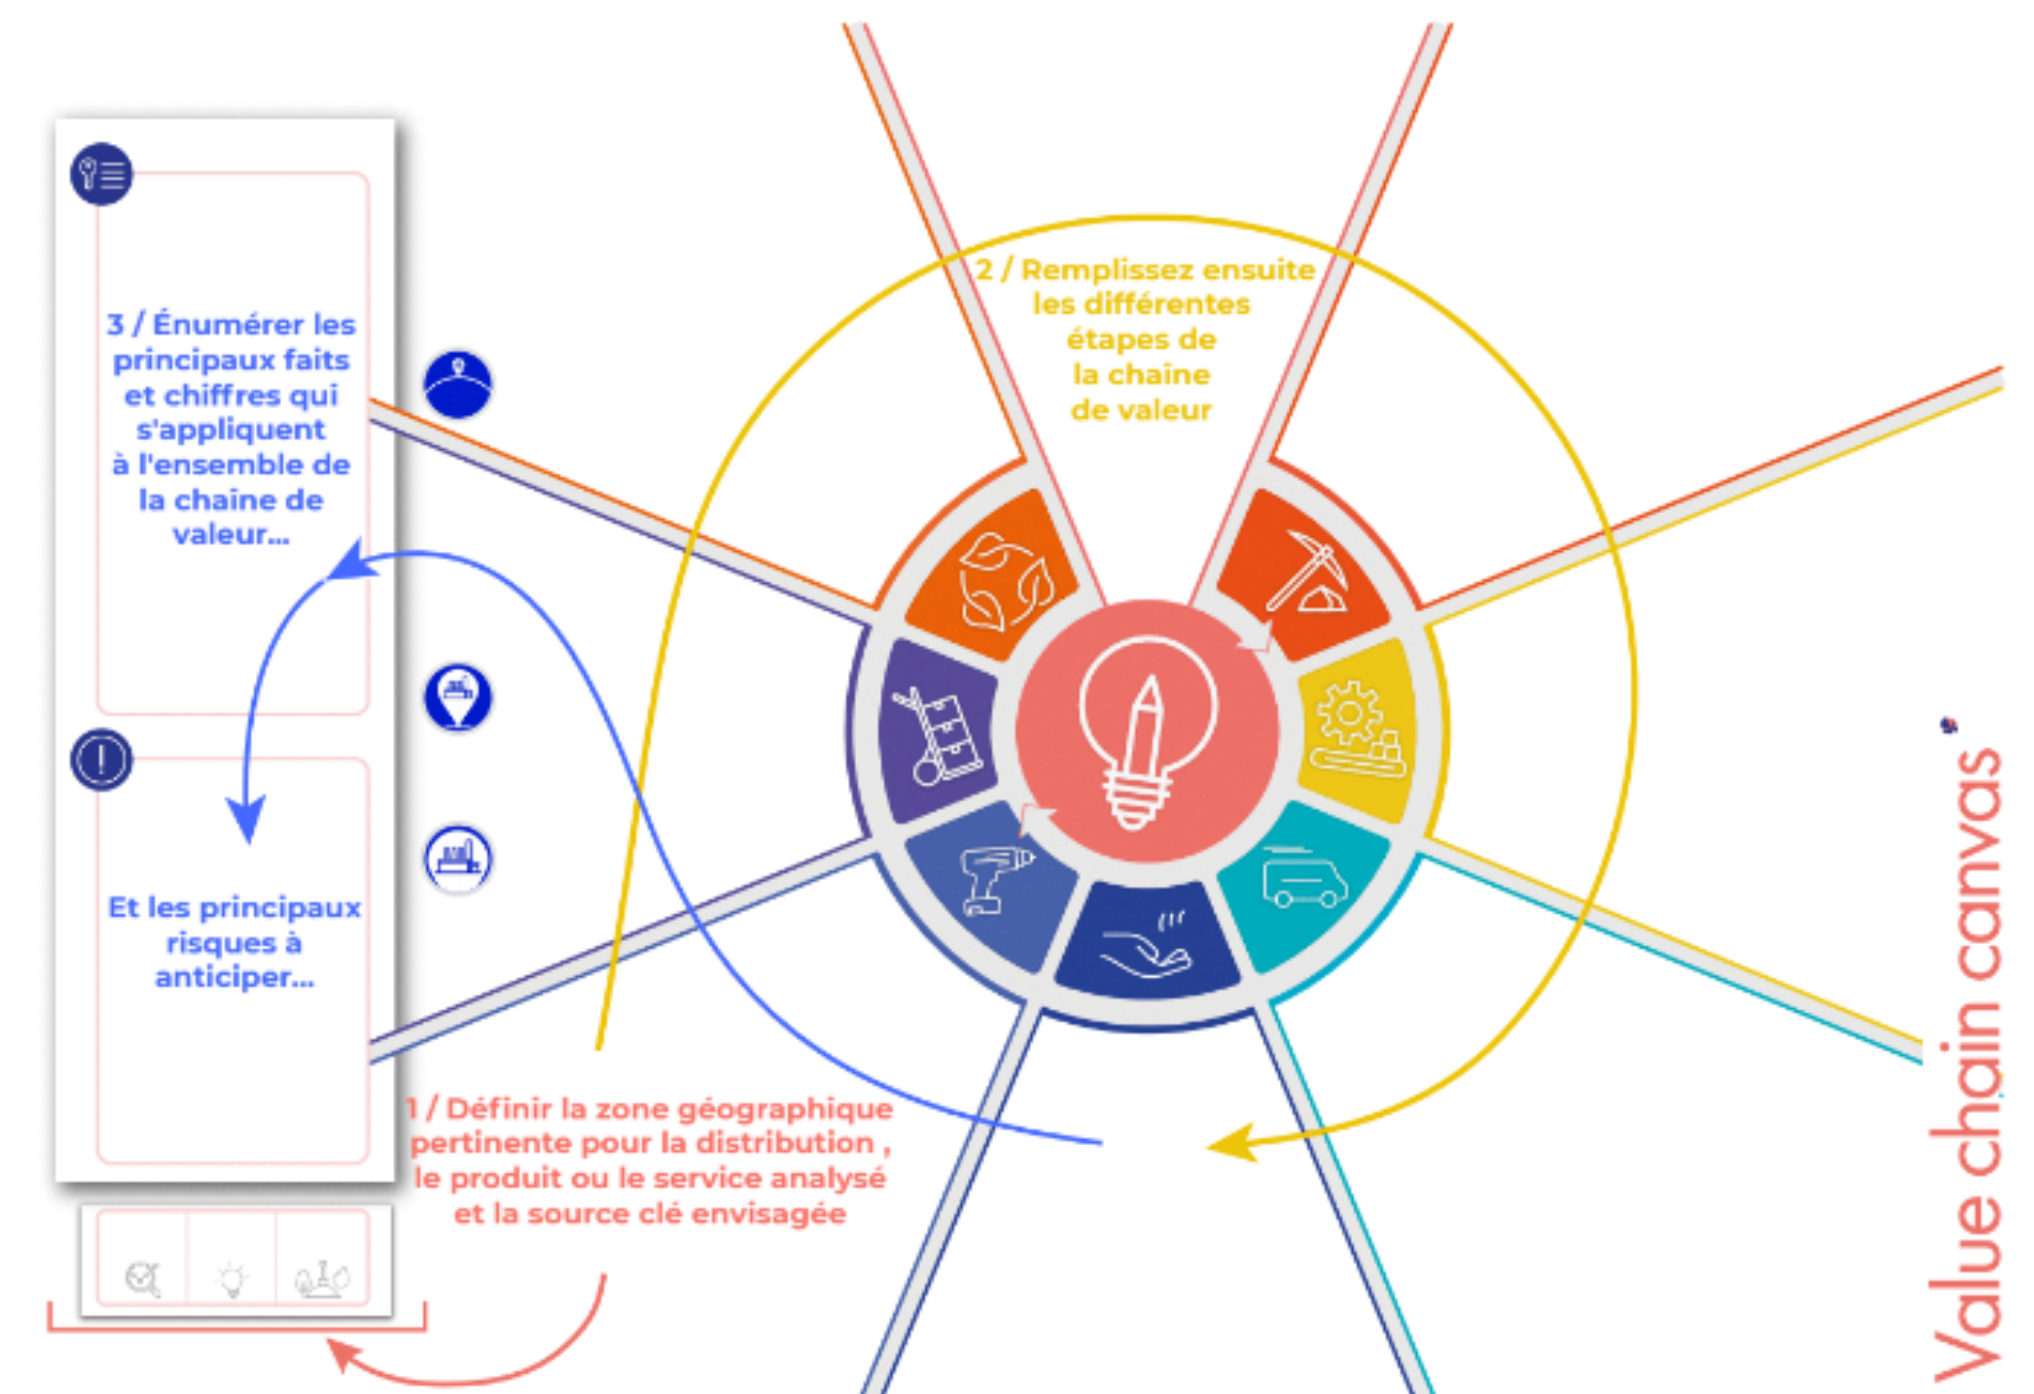 1 / Définir la zone géographique
pertinente pour la distribution ,
le produit ou le service analysé
et la source clé envisagée
2 / Remplissez ensuite
les différentes
étapes de
la chaine
de valeur
3 / Énumérer les
principaux faits
et chiffres qui
s'appliquent
à l'ensemble de
la chaine de
valeur...
Et les principaux
risques à
anticiper...
Value chain canvas